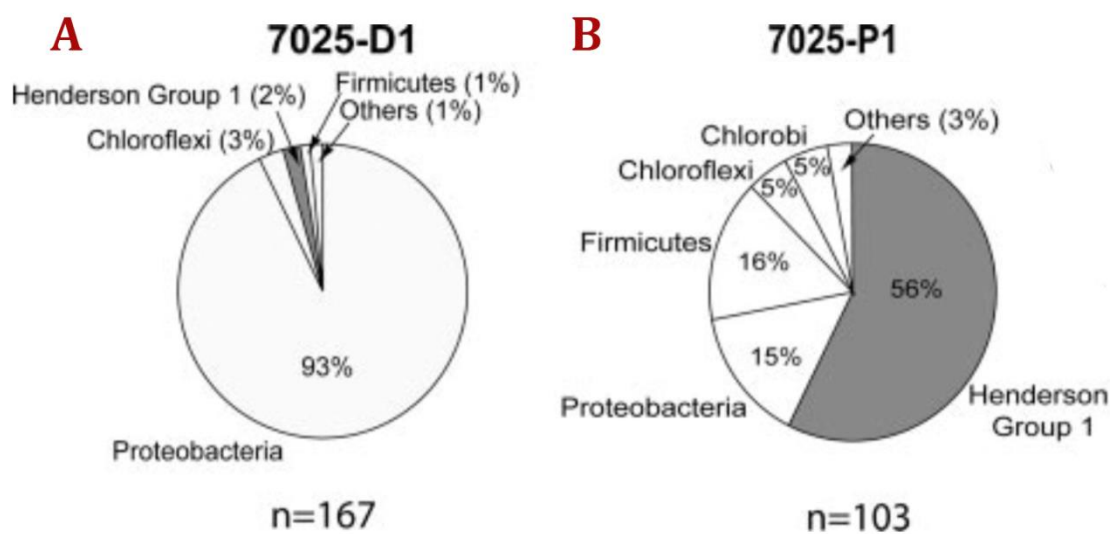 A
7025-D1
Henderson Group 1 (2%)
Firmicutes (1%)
Others (1%)
Chloroflexi (3%)
93%
Proteobacteria
n=167
B
7025-P1
Chlorobi
Others (3%)
Chloroflexi
5%
5%
Firmicutes
16%
56%
15%
Proteobacteria
Henderson
Group 1
n=103